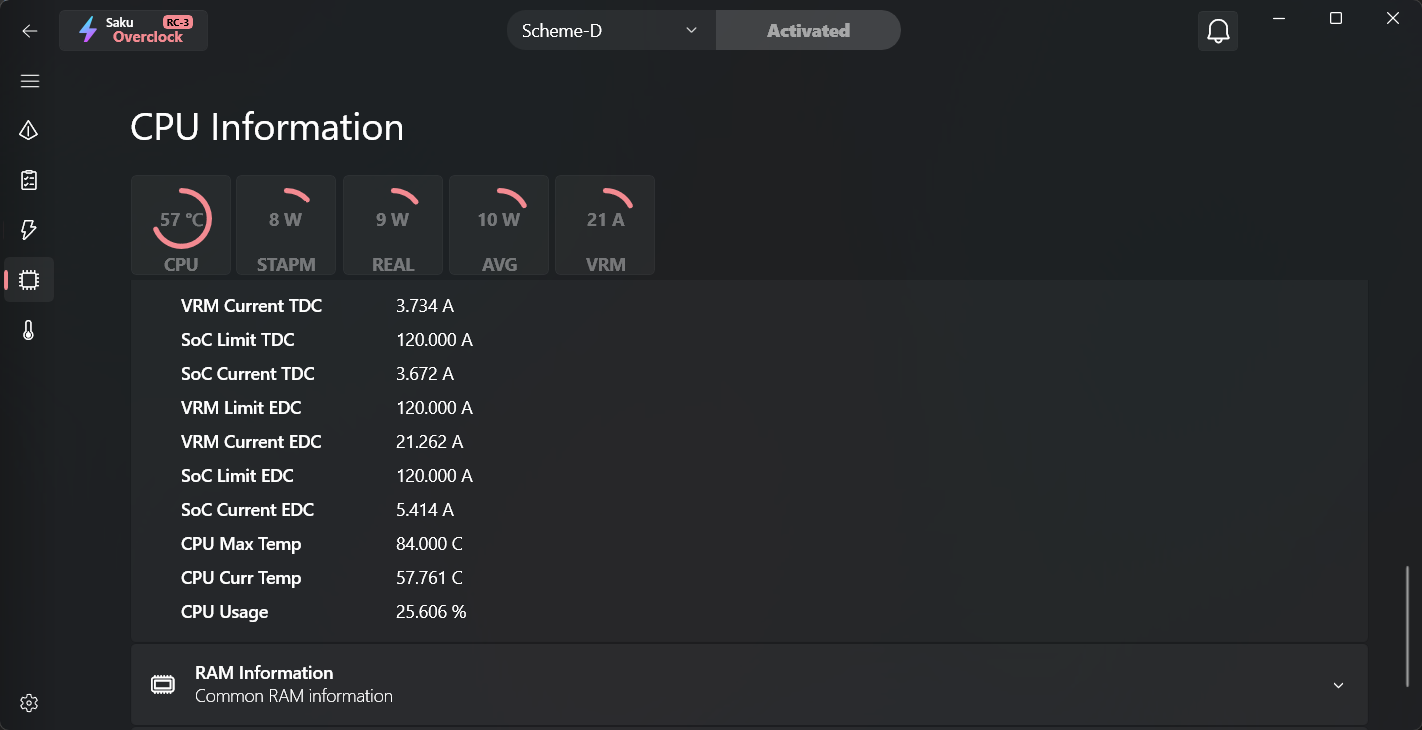 Saku RC-3
Overclock
Scheme-D
Activated
CPU Information
57 °C
CPU
8 W
STAPM
9 W
REAL
10 W
AVG
21 A
VRM
VRM Current TDC 3.734 A
SoC Limit TDC 120.000 A
SoC Current TDC 3.672 A
VRM Limit EDC 120.000 A
VRM Current EDC 21.262 A
SoC Limit EDC 120.000 A
SoC Current EDC 5.414 A
CPU Max Temp 84.000 C
CPU Curr Temp 57.761 C
CPU Usage 25.606 %
RAM Information
Common RAM information